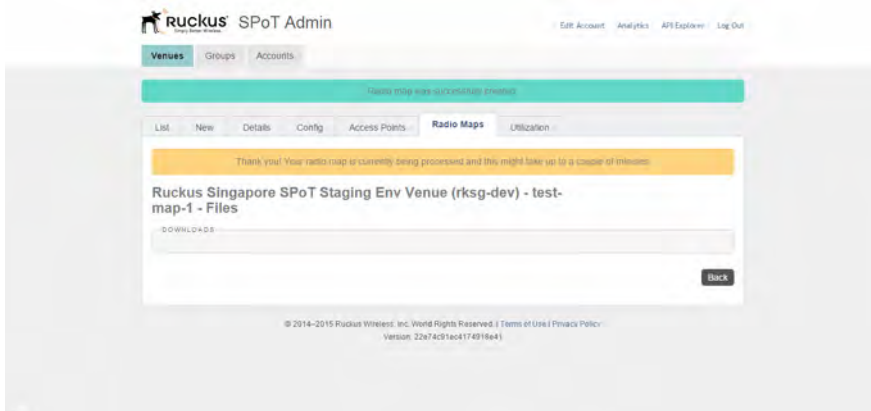 Ruckus SPoT Admin
Simply Better Wireless.
Edit Account Analytics API Explorer Log Out
Venues Groups Accounts
Radio map was successfully created.
List New Details Config Access Points Radio Maps Utilization
Thank you! Your radio map is currently being processed and this might take up to a couple of minutes.
Ruckus Singapore SPoT Staging Env Venue (rksg-dev) - test-
map-1 - Files
DOWNLOADS
Back
© 2014–2015 Ruckus Wireless, Inc. World Rights Reserved. | Terms of Use | Privacy Policy
Version: